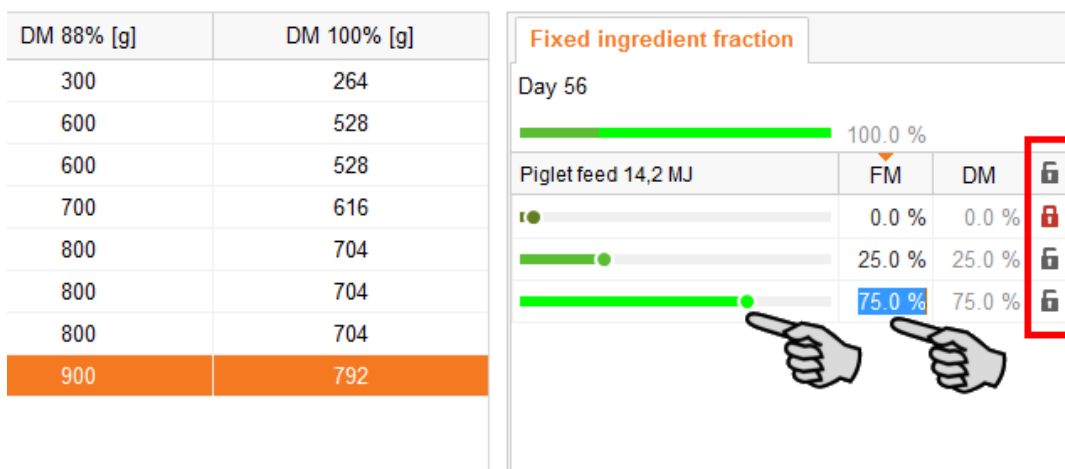 DM 88% [g] DM 100% [g]
300 264
600 528
600 528
700 616
800 704
800 704
800 704
900 792
Fixed ingredient fraction
Day 56
100.0 %
Piglet feed 14,2 MJ FM DM
0.0 % 0.0 %
25.0 % 25.0 %
75.0 % 75.0 %